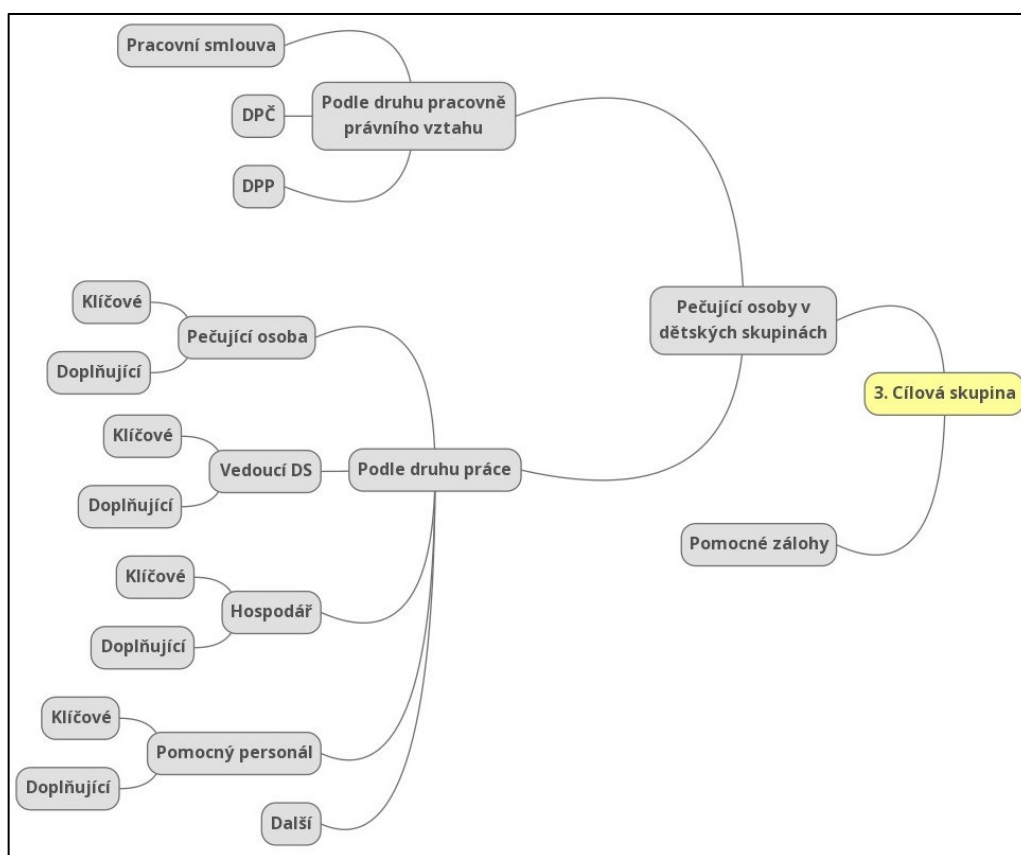 Pracovní smlouva
DPČ
DPP
Podle druhu pracovně
právního vztahu
Klíčové
Doplňující
Pečující osoba
Klíčové
Doplňující
Vedoucí DS
Klíčové
Doplňující
Hospodář
Klíčové
Doplňující
Pomocný personál
Další
Podle druhu práce
Pečující osoby v
dětských skupinách
Pomocné zálohy
3. Cílová skupina